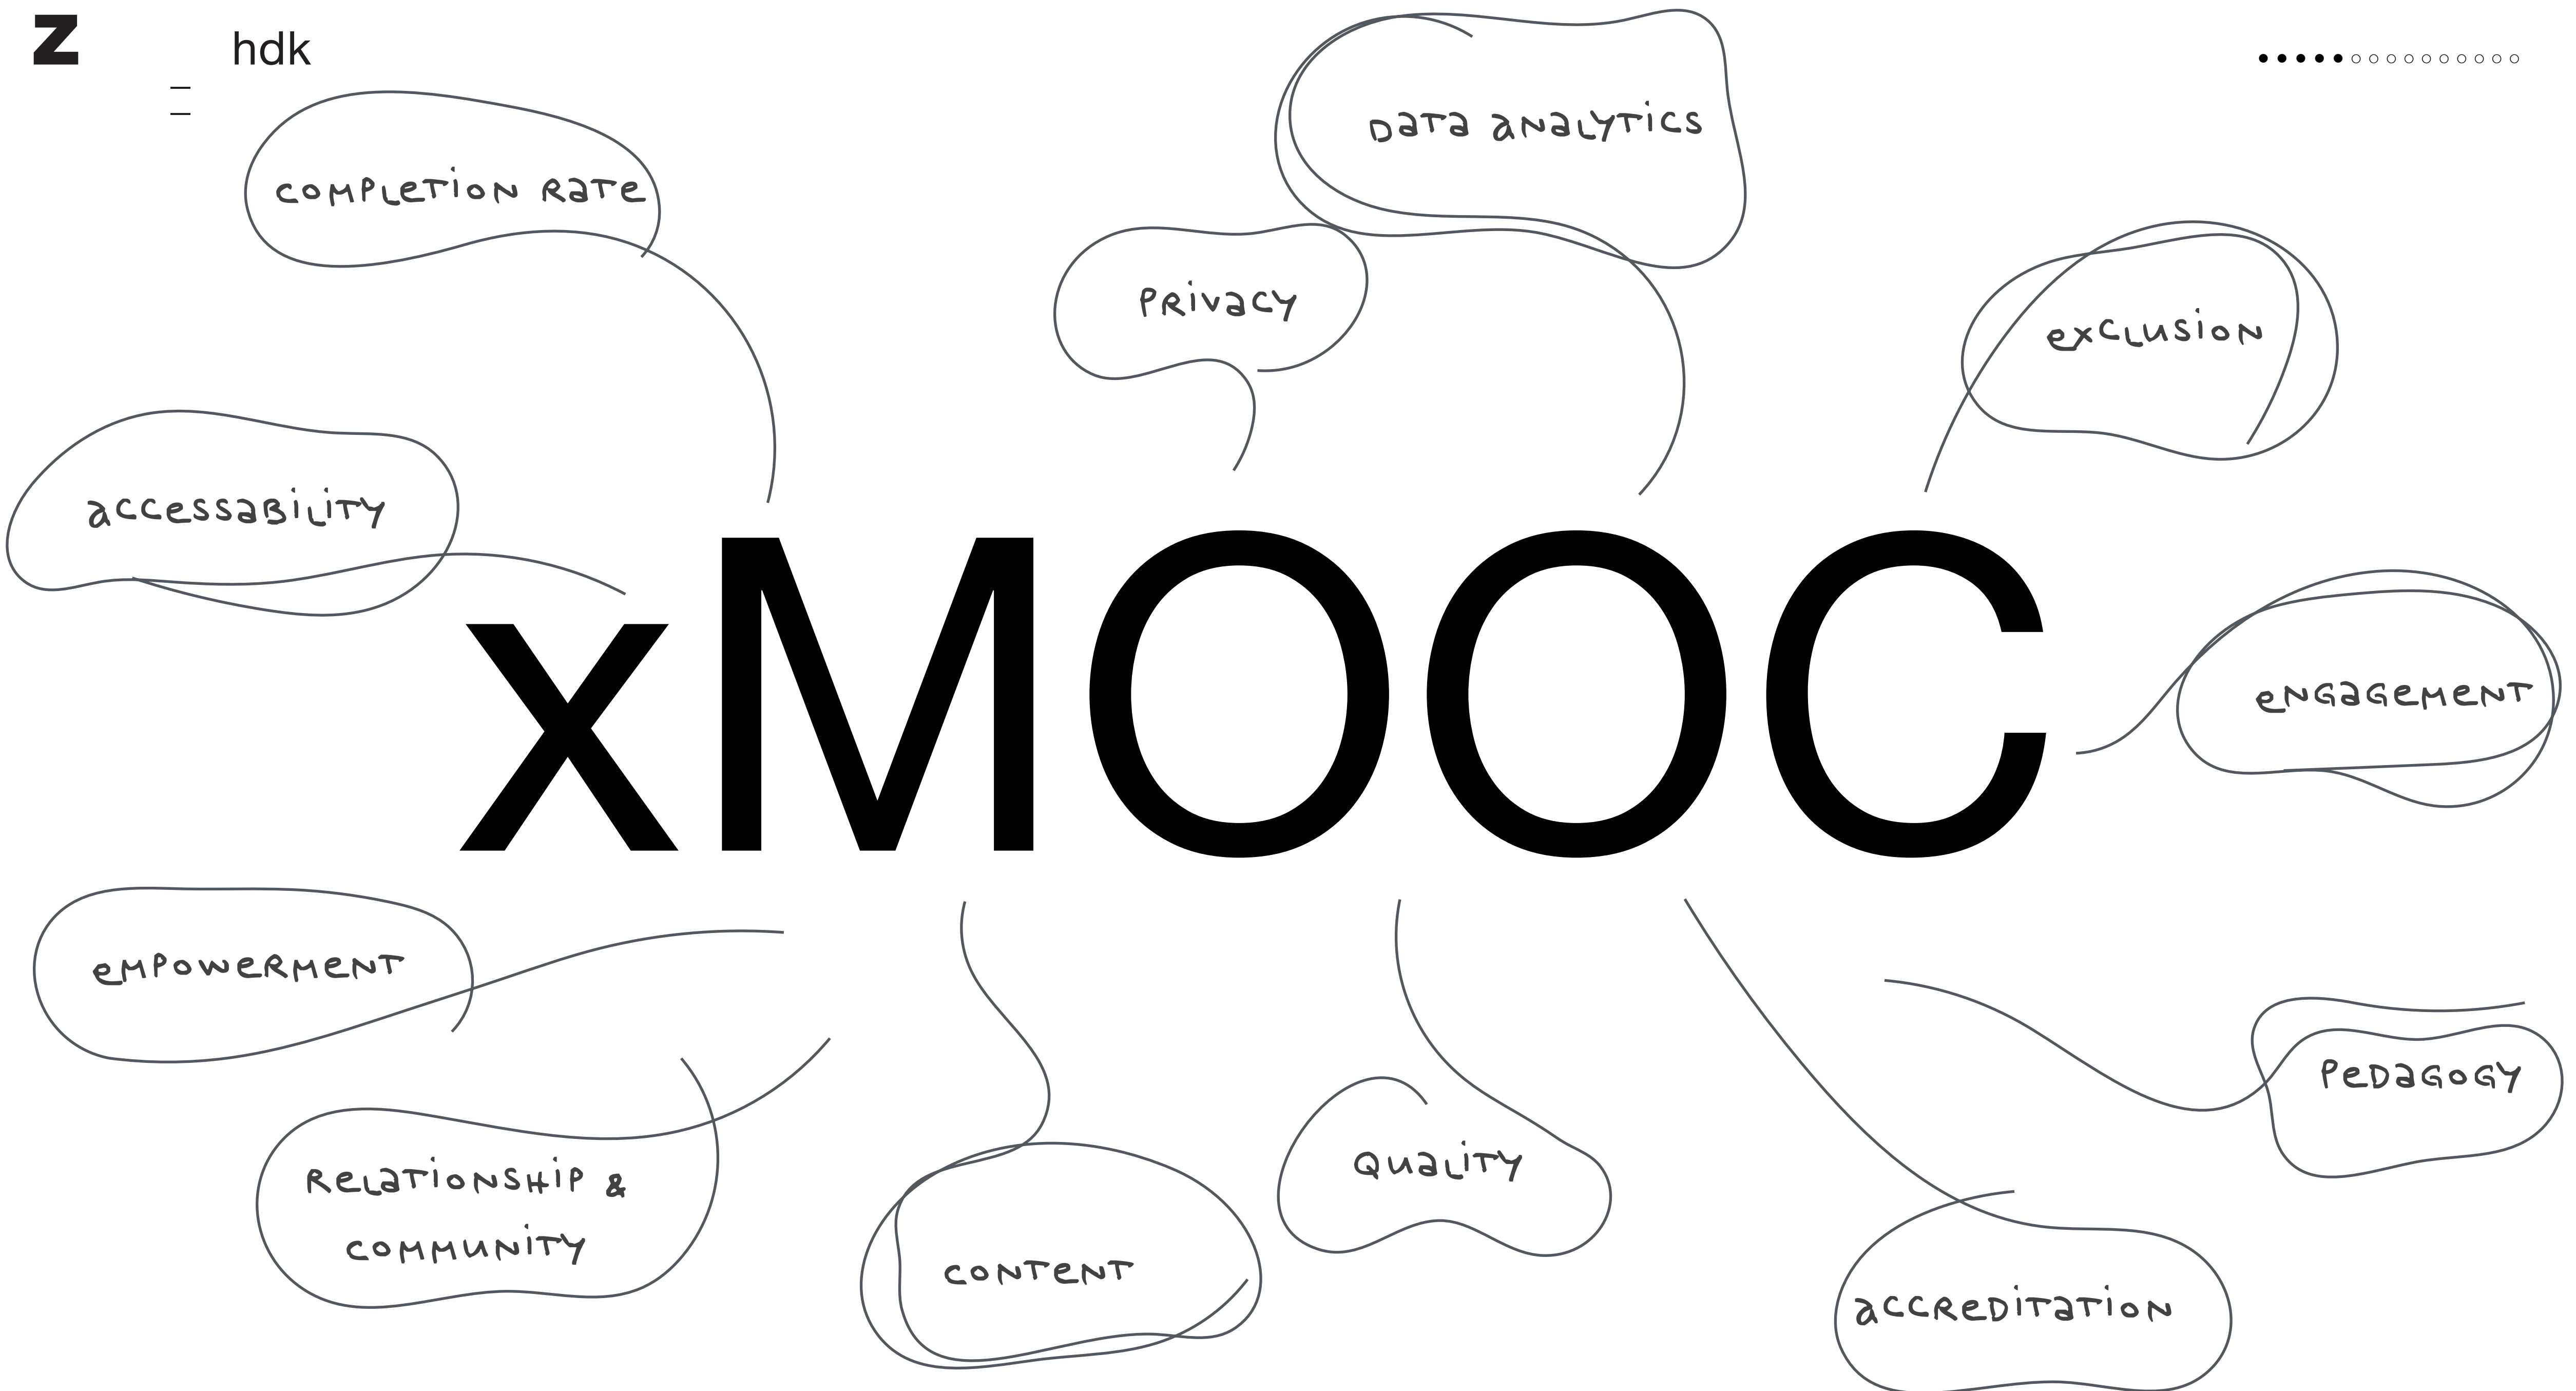 z
hdk
Data analytics
Completion Rate
Privacy
exclusion
accessability
xMOOC
engagement
empowerment
Pedagogy
Relationship &
community
Quality
content
accreditation